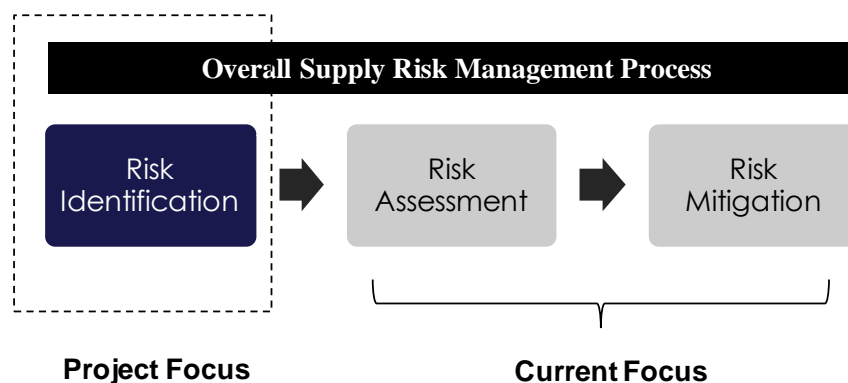 Overall Supply Risk Management Process
Risk
Identification
Risk
Assessment
Risk
Mitigation
Project Focus
Current Focus